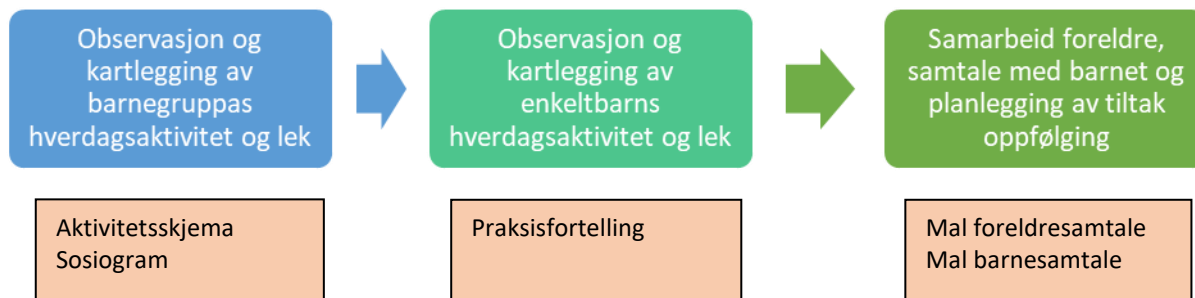 Observasjon og
kartlegging av
barnegruppas
hverdagsaktivitet og lek
Observasjon og
kartlegging av
enkeltbarns
hverdagsaktivitet og lek
Samarbeid foreldre,
samtale med barnet og
planlegging av tiltak
oppfølging
Aktivitetsskjema
Sosiogram
Praksisfortelling
Mal foreldresamtale
Mal barnesamtale